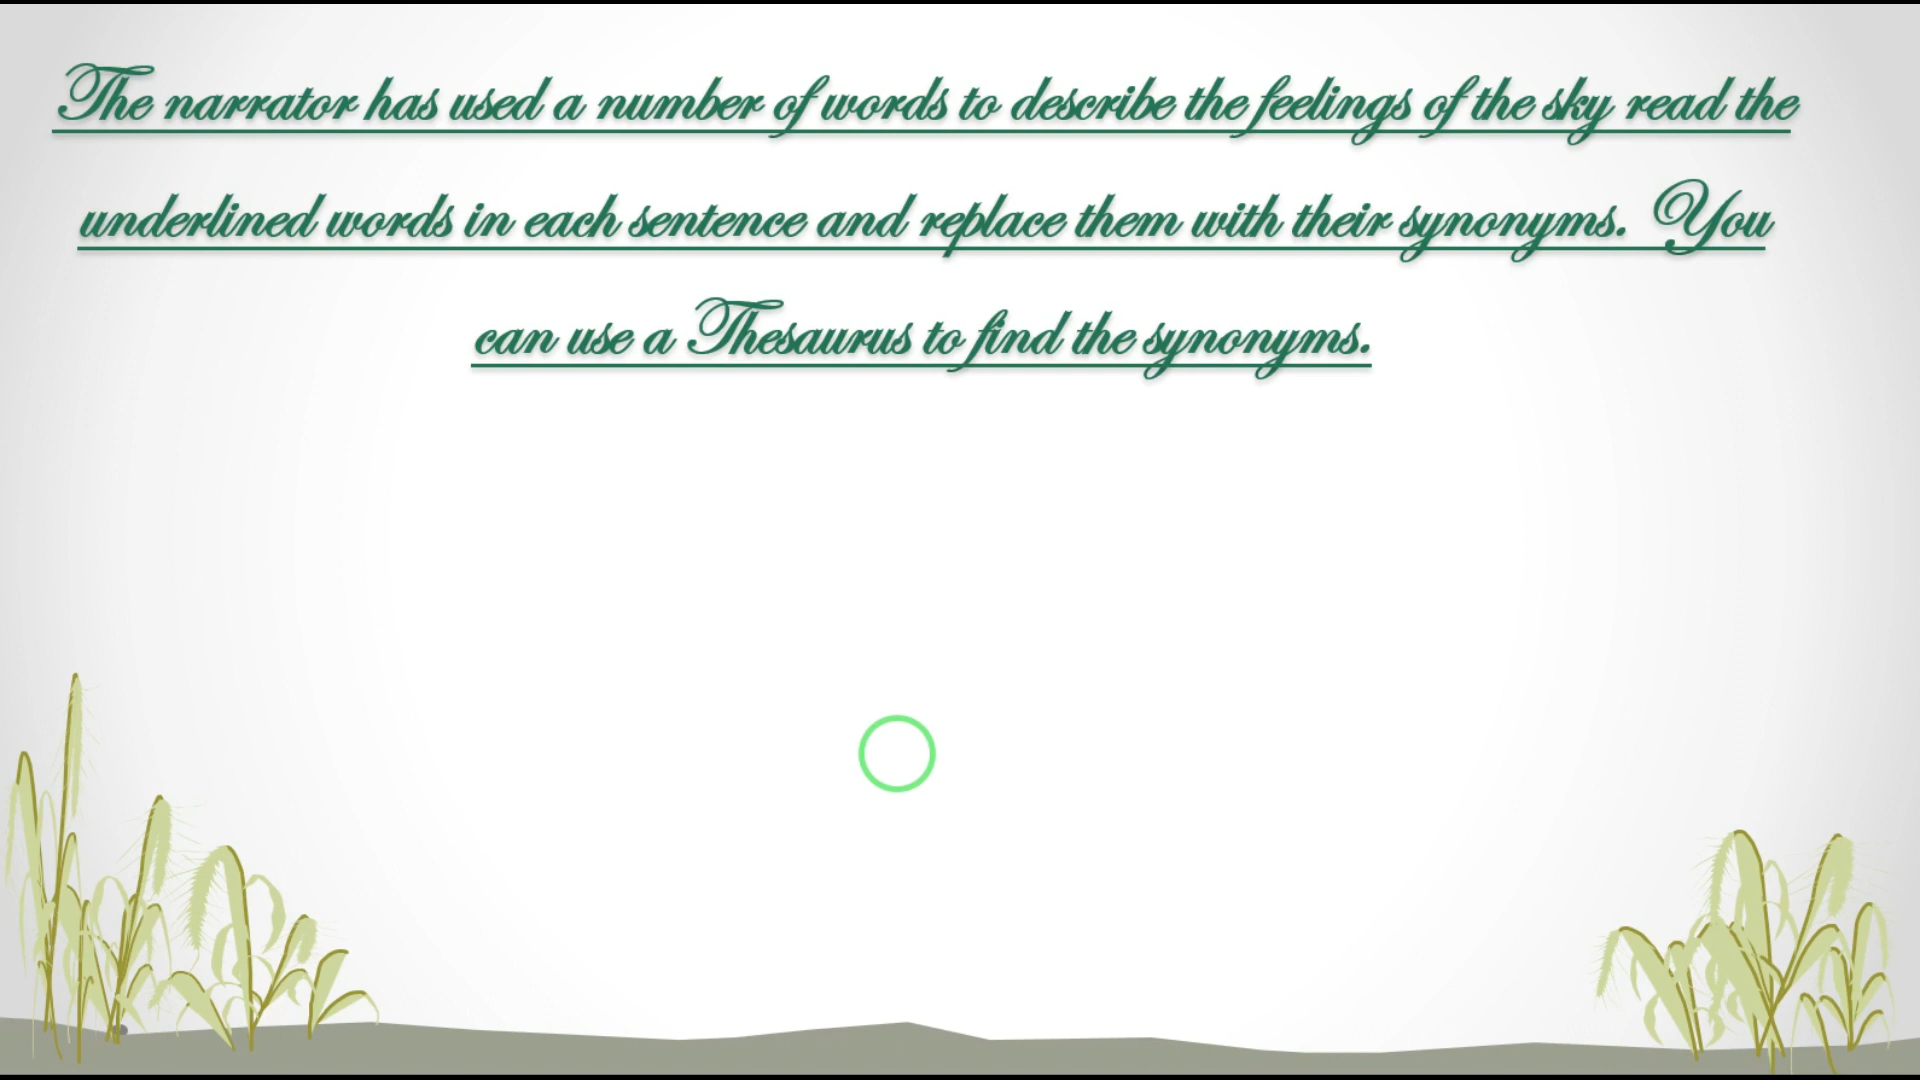 The narrator has used a number of words to describe the feelings of the sky read the
underlined words in each sentence and replace them with their synonyms. You
can use a Thesaurus to find the synonyms.